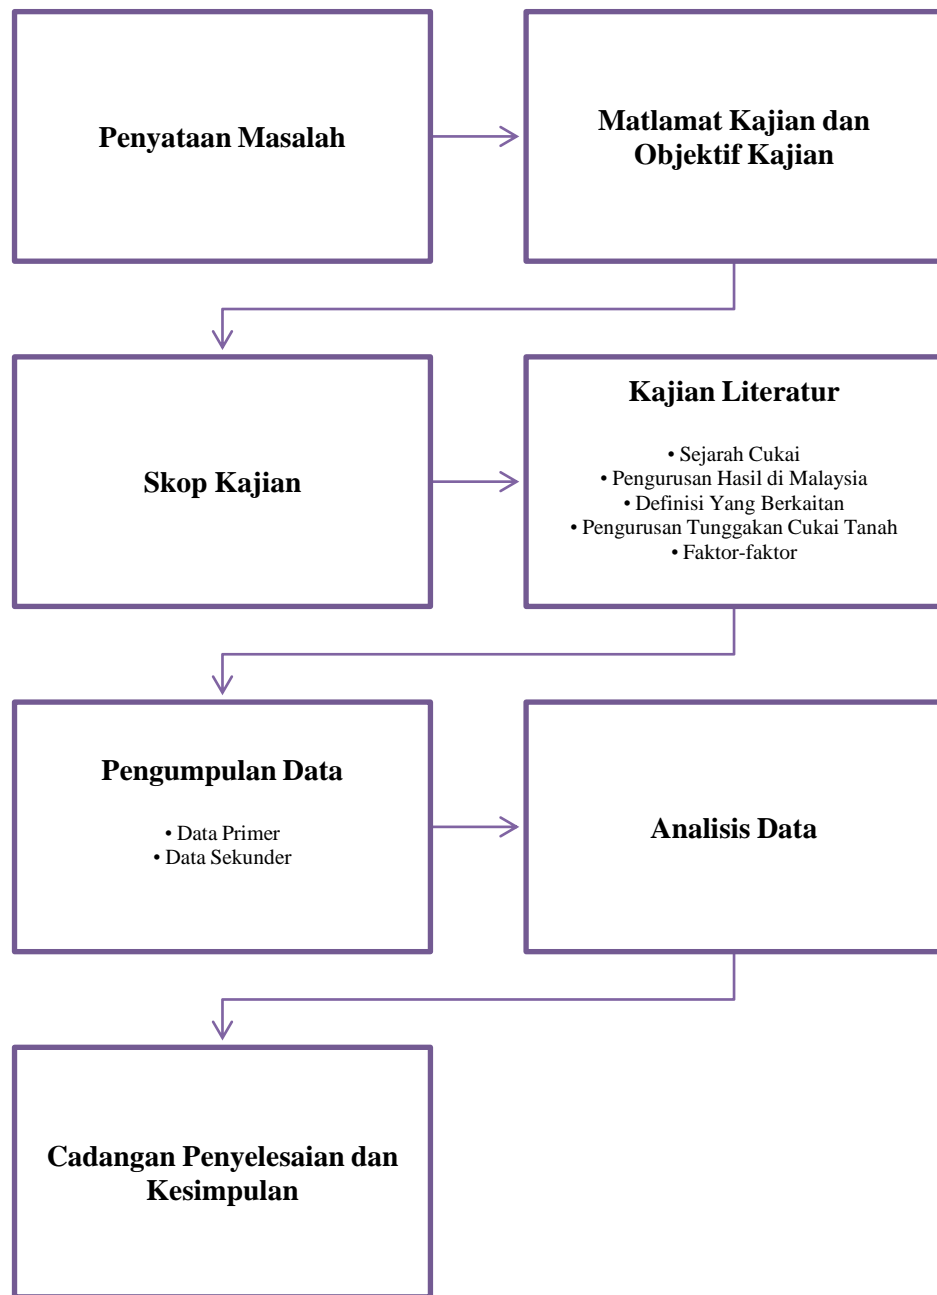 Penyataan Masalah
Matlamat Kajian dan
Objektif Kajian
Skop Kajian
Kajian Literatur
• Sejarah Cukai
• Pengurusan Hasil di Malaysia
• Definisi Yang Berkaitan
• Pengurusan Tunggakan Cukai Tanah
• Faktor-faktor
Pengumpulan Data
• Data Primer
• Data Sekunder
Analisis Data
Cadangan Penyelesaian dan
Kesimpulan